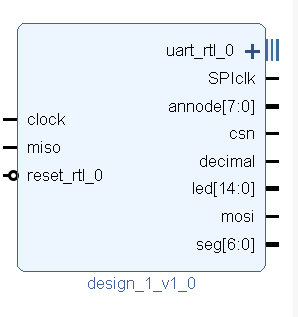 uart_rtl_0
SPIclk
annode[7:0]
clock
csn
miso
decimal
reset_rtl_0
led[14:0]
mosi
seg[6:0]
design_1_v1_0